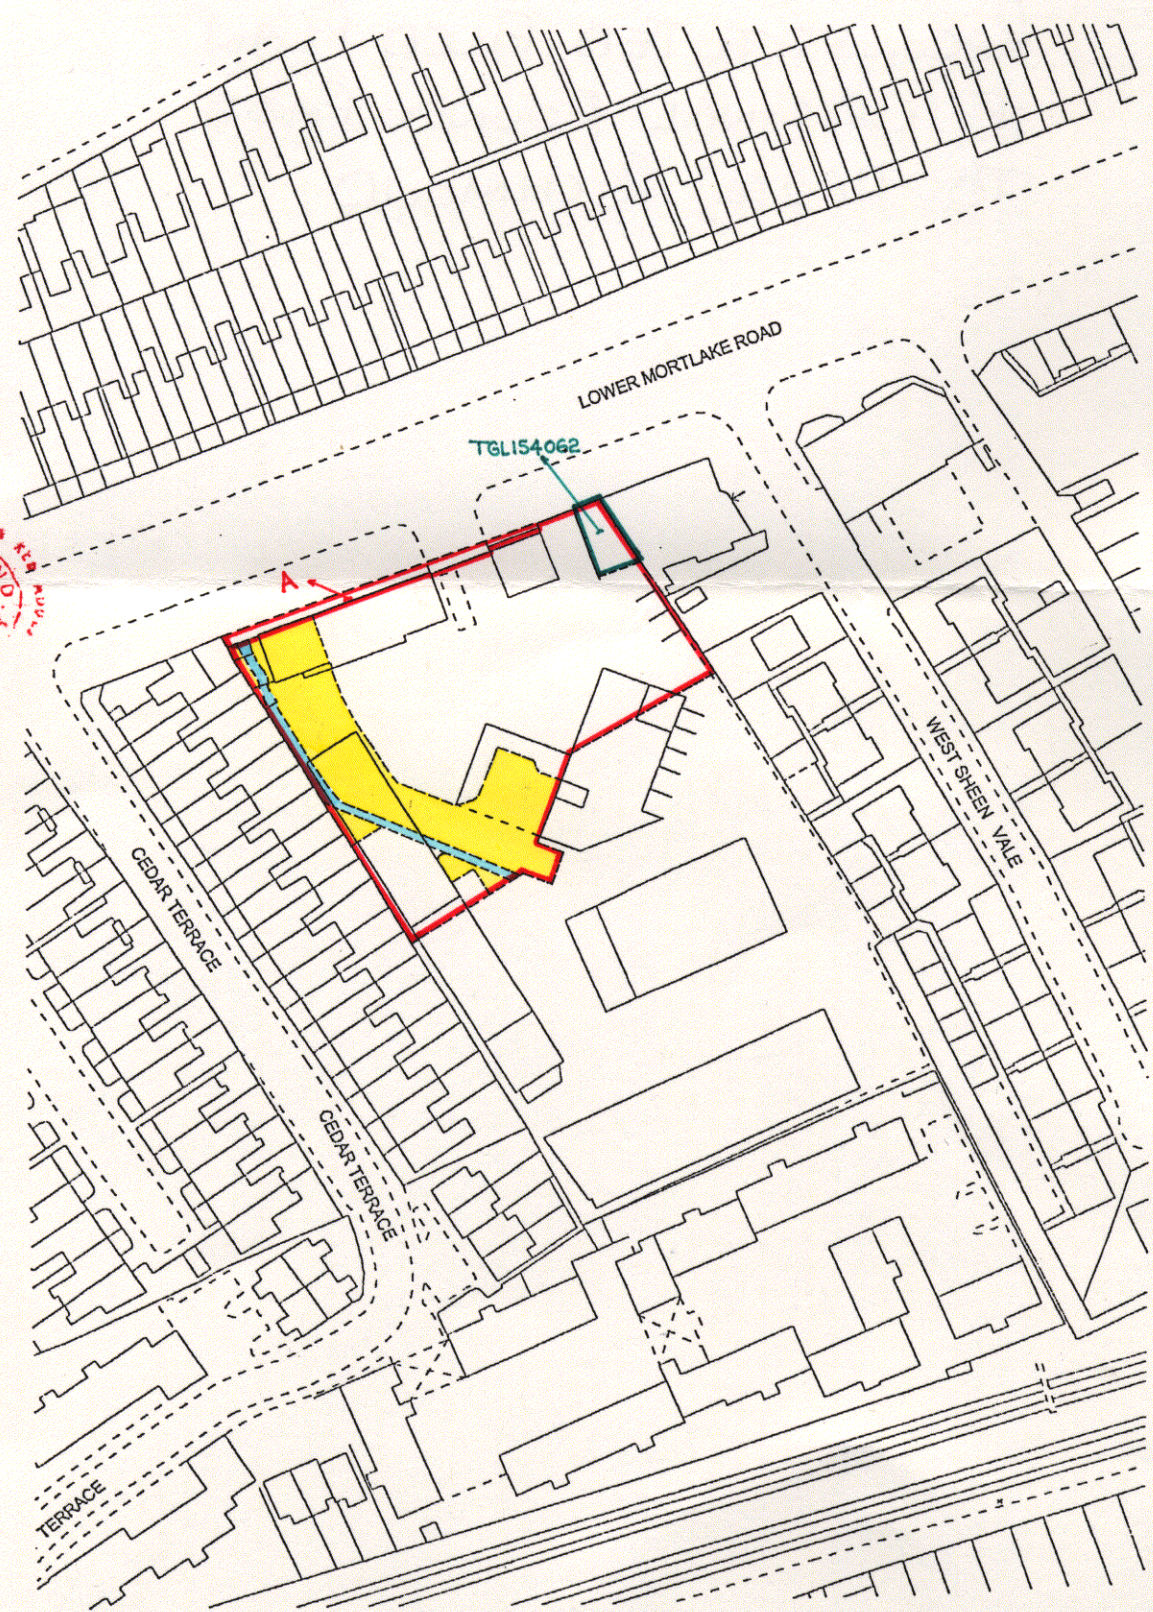 LOWER MORTLAKE ROAD
TGL154062
A
WEST SHEEN VALE
CEDAR TERRACE
CEDAR TERRACE
TERRACE